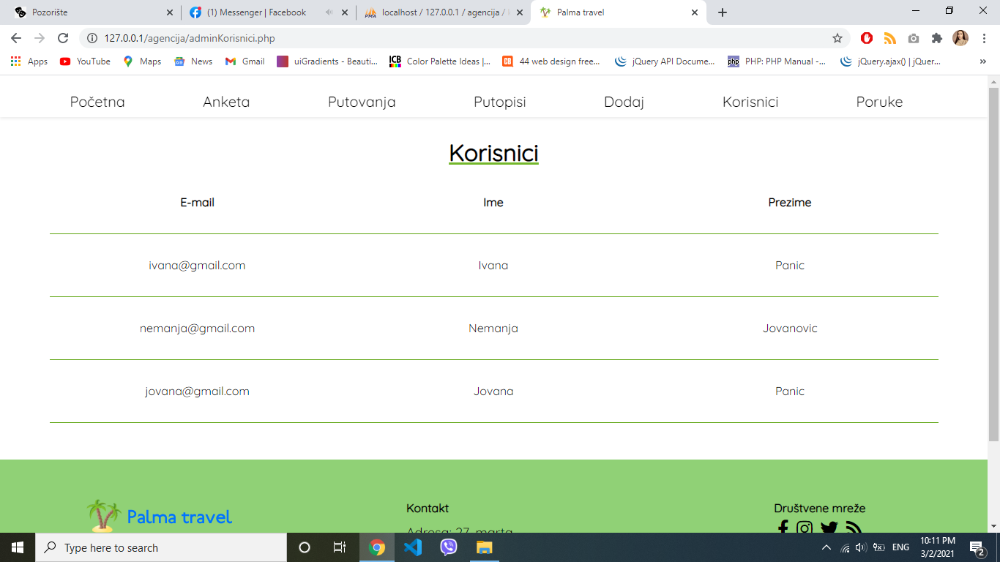 Pozorište
(1) Messenger | Facebook
localhost / 127.0.0.1 / agencija /
Palma travel
127.0.0.1/agencija/adminKorisnici.php
Apps YouTube Maps News Gmail uiGradients - Beauti... Color Palette Ideas |... 44 web design free... jQuery API Docume... PHP: PHP Manual -... jQuery.ajax() | jQuer... »
Početna Anketa Putovanja Putopisi Dodaj Korisnici Poruke
Korisnici
E-mail Ime Prezime
ivana@gmail.com Ivana Panic
nemanja@gmail.com Nemanja Jovanovic
jovana@gmail.com Jovana Panic
Palma travel
Kontakt
Adresa: 27. marta
Društvene mreže
Type here to search
ENG
10:11 PM
3/2/2021
2